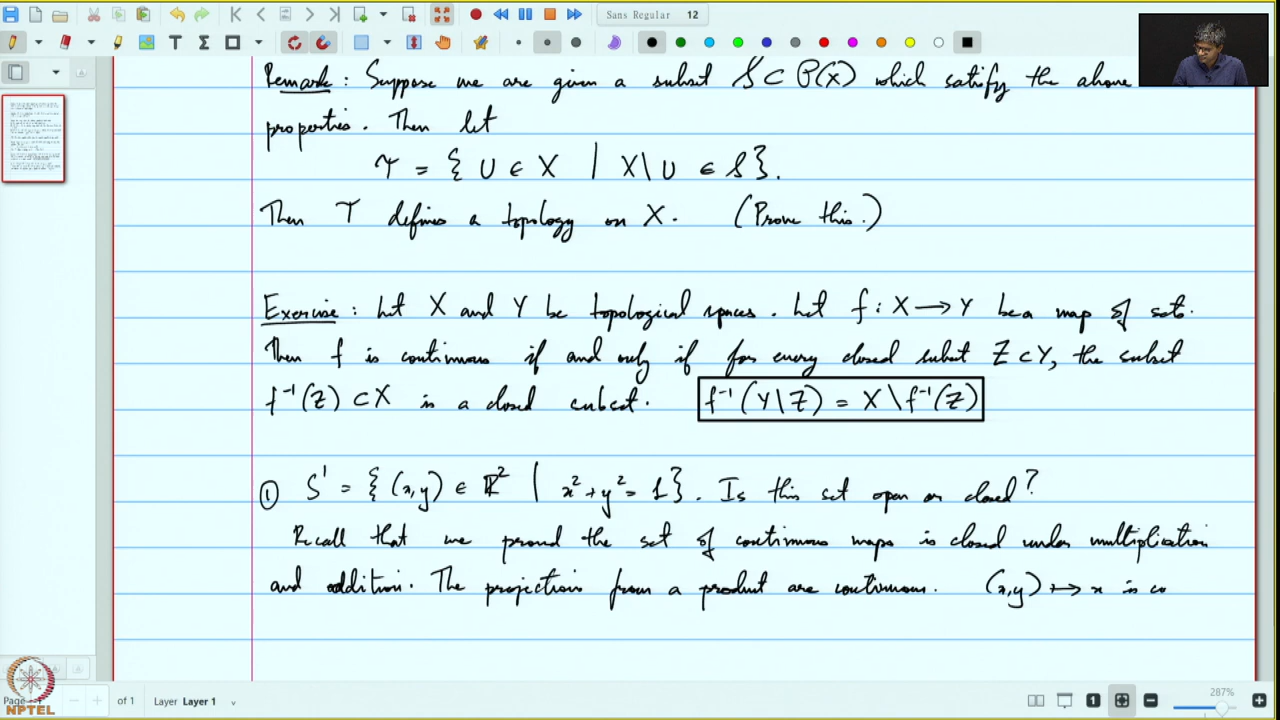 Sans Regular 12
Remark : Suppose we are given a subset 𝒮 ⊂ P(X) which satisfy the above
properties. Then let
𝒯 = { U ∈ X | X \ U ∈ 𝒮 }.
Then 𝒯 defines a topology on X. (Prove this.)
Exercise : Let X and Y be topological spaces. Let f : X → Y be a map of sets.
Then f is continuous if and only if for every closed subset Z ⊂ Y, the subset
f⁻¹(Z) ⊂ X is a closed subset. f⁻¹(Y\Z) = X \ f⁻¹(Z)
① S¹ = { (x,y) ∈ ℝ² | x² + y² = 1 }. Is this set open or closed?
Recall that we proved the set of continuous maps is closed under multiplication
and addition. The projections from a product are continuous. (x,y) ↦ x is co
Page
of 1 Layer Layer 1
287%
NPTEL